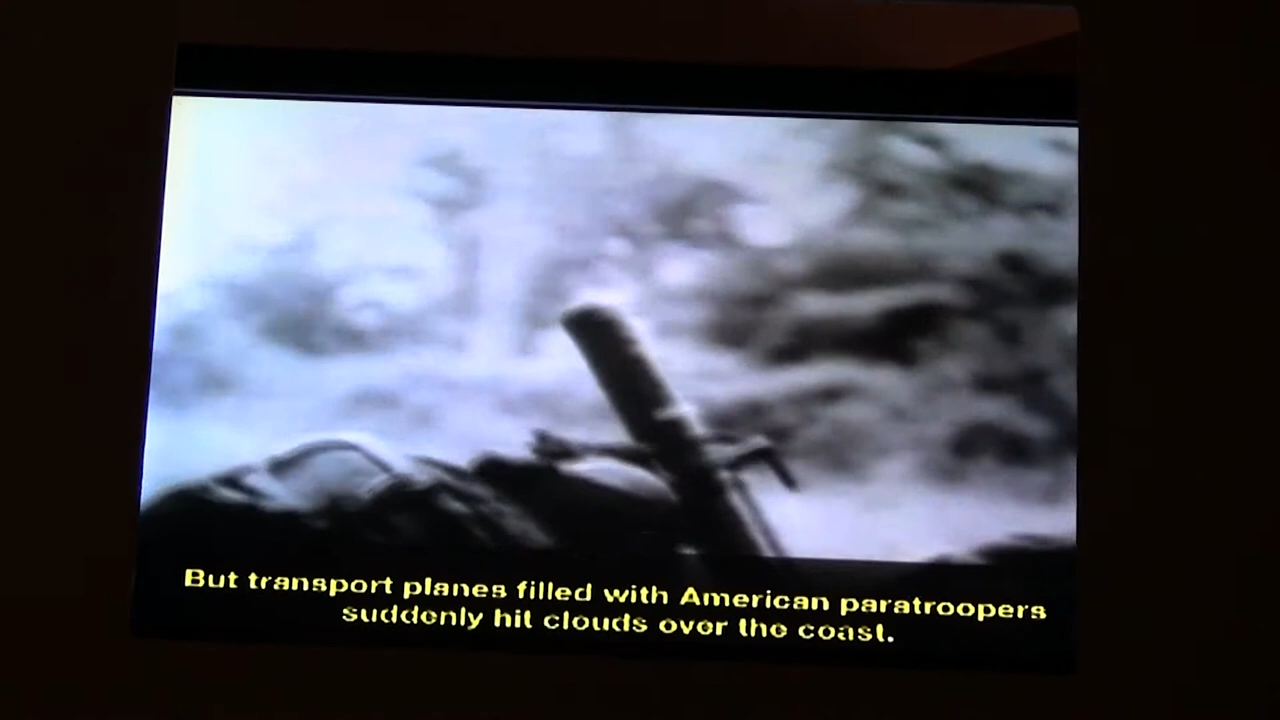 But transport planes filled with American paratroopers
suddenly hit clouds over the coast.